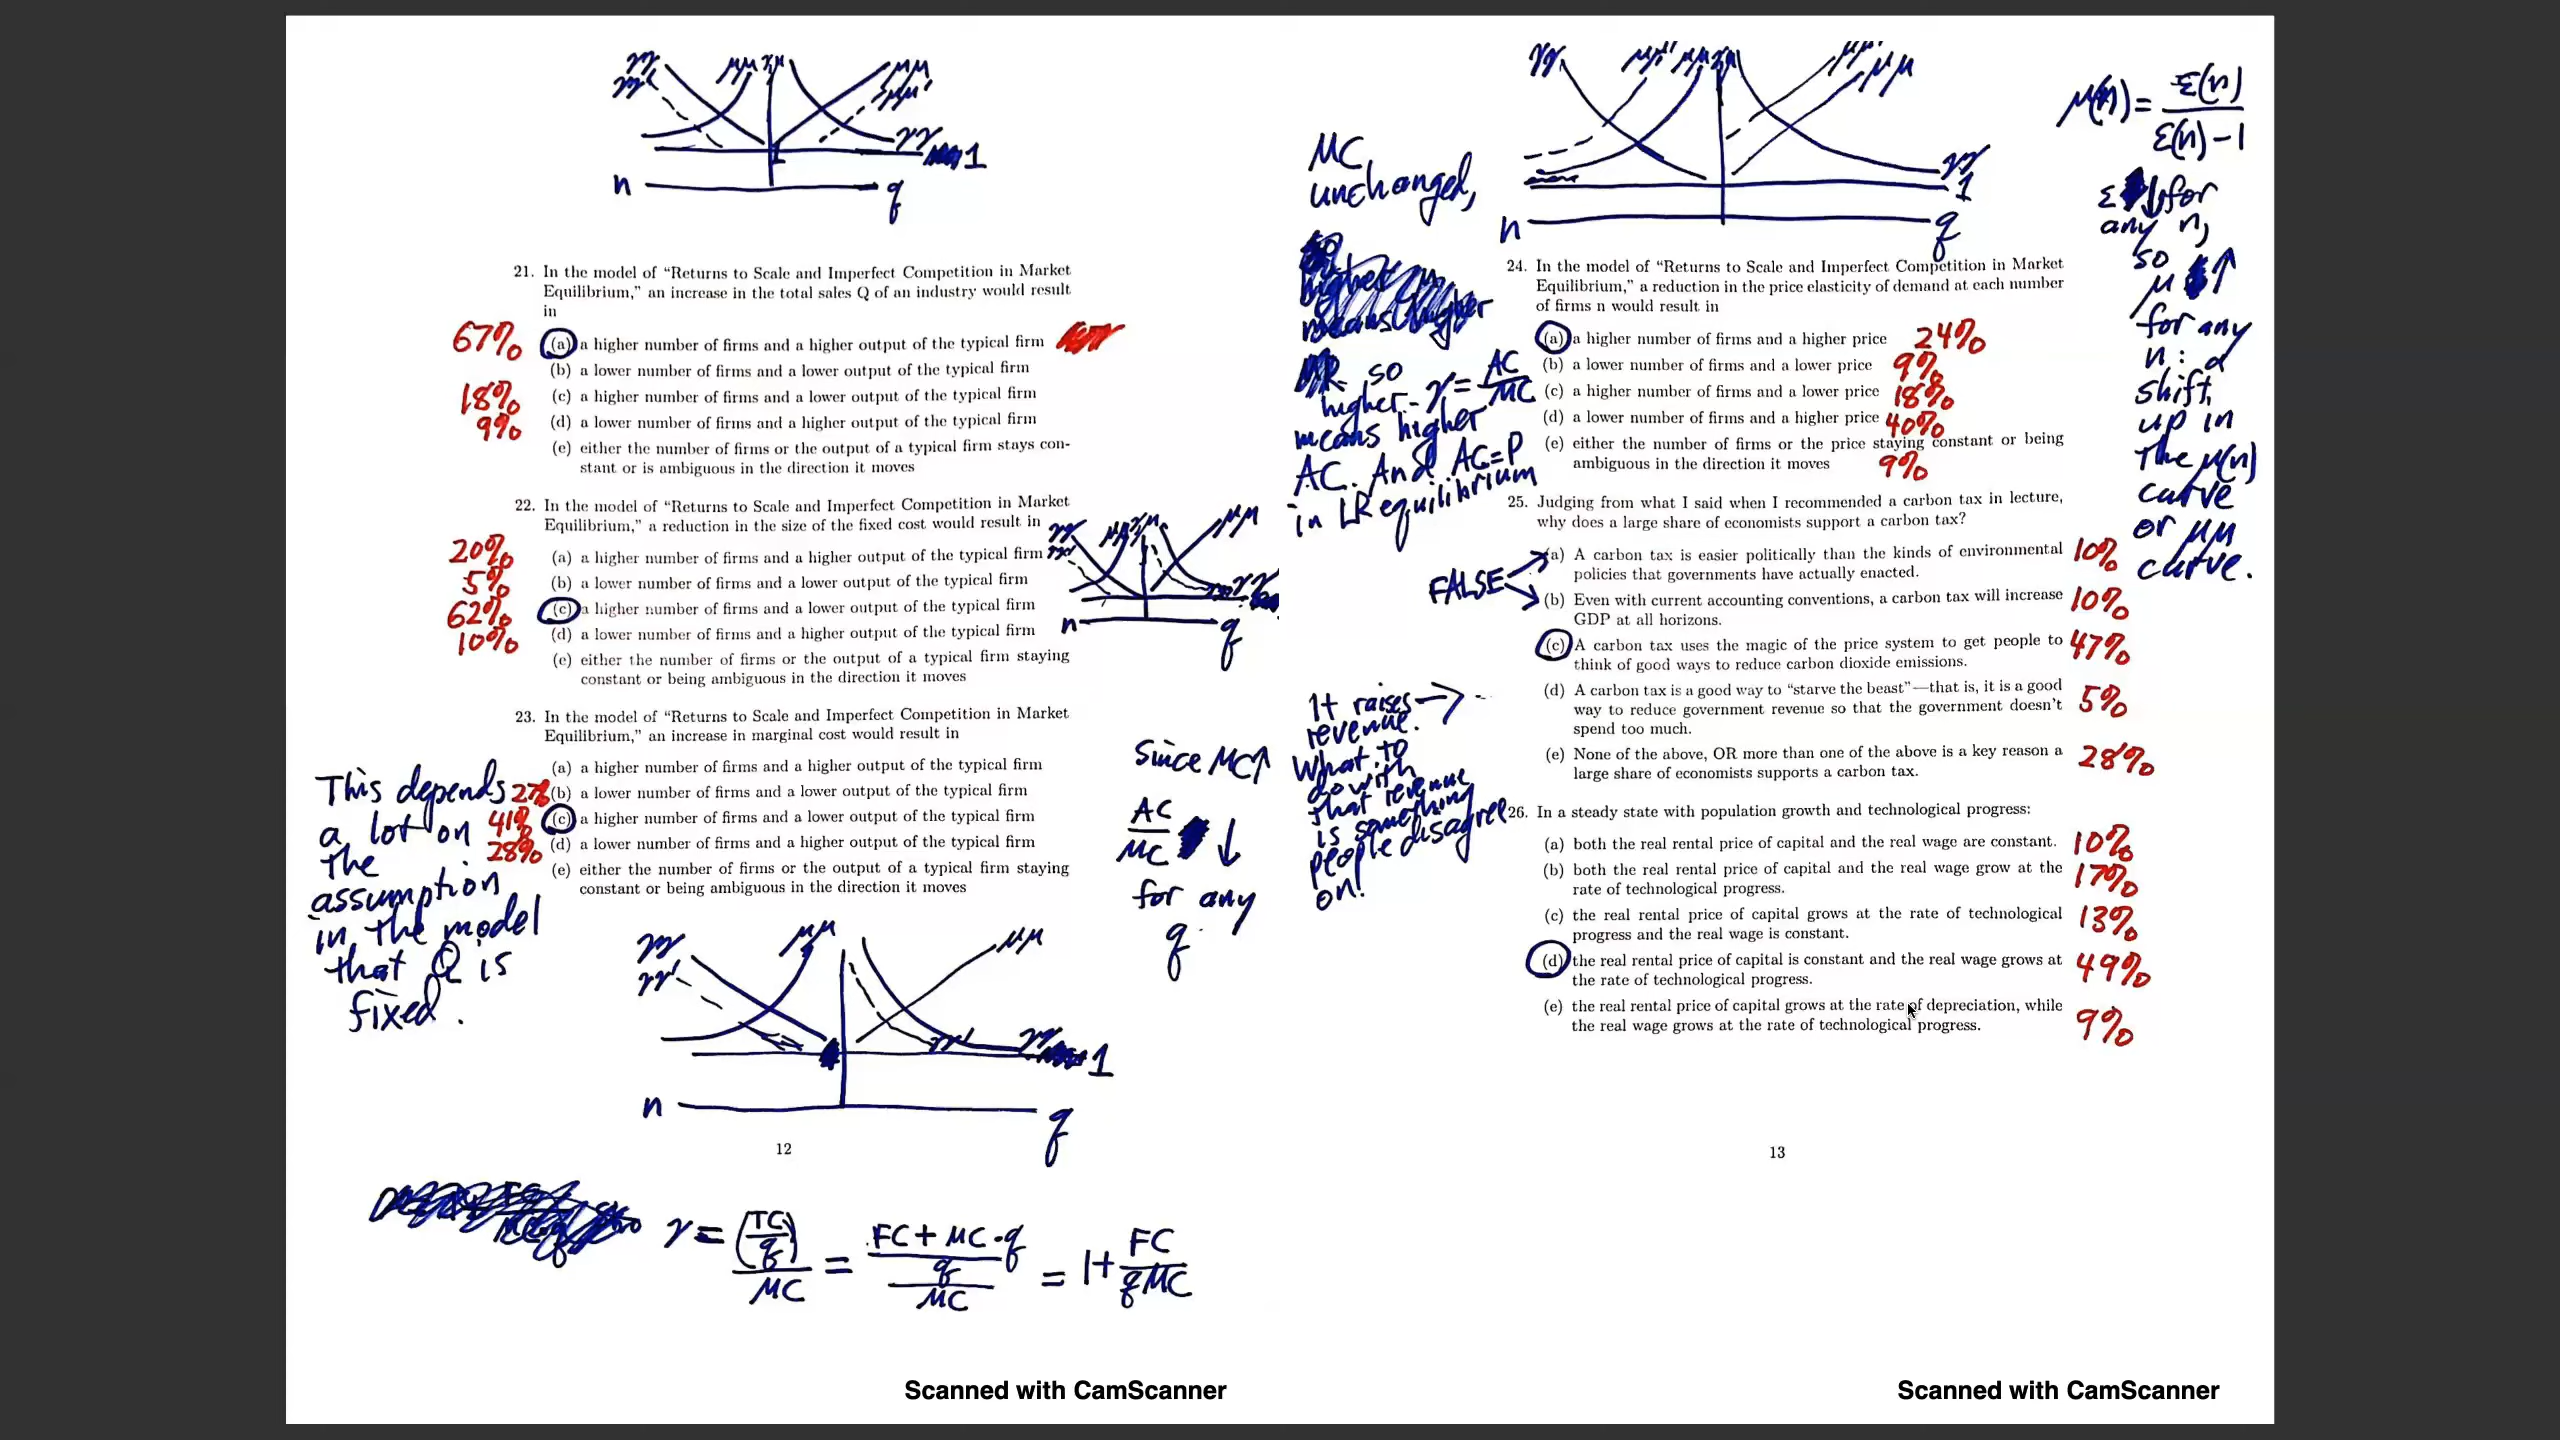 γγ μμ γγ μμ
γγ' μμ'
γγ
1
n q
21. In the model of “Returns to Scale and Imperfect Competition in Market
Equilibrium,” an increase in the total sales Q of an industry would result
in
67% (a) a higher number of firms and a higher output of the typical firm
(b) a lower number of firms and a lower output of the typical firm
18% (c) a higher number of firms and a lower output of the typical firm
9% (d) a lower number of firms and a higher output of the typical firm
(e) either the number of firms or the output of a typical firm stays con-
stant or is ambiguous in the direction it moves
22. In the model of “Returns to Scale and Imperfect Competition in Market
Equilibrium,” a reduction in the size of the fixed cost would result in
20% (a) a higher number of firms and a higher output of the typical firm
5% (b) a lower number of firms and a lower output of the typical firm
62% (c) a higher number of firms and a lower output of the typical firm
10% (d) a lower number of firms and a higher output of the typical firm
(e) either the number of firms or the output of a typical firm staying
constant or being ambiguous in the direction it moves
γγ μμ μμ
γγ' γγ
n q
23. In the model of “Returns to Scale and Imperfect Competition in Market
Equilibrium,” an increase in marginal cost would result in
(a) a higher number of firms and a higher output of the typical firm
27% (b) a lower number of firms and a lower output of the typical firm
41% (c) a higher number of firms and a lower output of the typical firm
28% (d) a lower number of firms and a higher output of the typical firm
(e) either the number of firms or the output of a typical firm staying
constant or being ambiguous in the direction it moves
This depends
a lot on
the
assumption
in the model
that Q is
fixed.
Since MC↑
AC
MC ↓
for any
q.
γγ μμ μμ
γγ'
γγ' γγ
1
n q
12
γ = (TC/q)/MC = ((FC + MC·q)/q)/MC = 1 + FC/qMC
Scanned with CamScanner
γγ μμ' μμ γγ μμ'
μμ
γγ
1
n q
μ(n) = ε(n)/(ε(n)-1)
MC
unchanged,
so
higher γ = AC/MC
means higher
AC. And AC=P
in LR equilibrium
24. In the model of “Returns to Scale and Imperfect Competition in Market
Equilibrium,” a reduction in the price elasticity of demand at each number
of firms n would result in
(a) a higher number of firms and a higher price 24%
(b) a lower number of firms and a lower price 9%
(c) a higher number of firms and a lower price 18%
(d) a lower number of firms and a higher price 40%
(e) either the number of firms or the price staying constant or being
ambiguous in the direction it moves 9%
ε ↓ for
any n,
so
μ ↑
for any
n: a
shift
up in
the μ(n)
curve
or μμ
curve.
25. Judging from what I said when I recommended a carbon tax in lecture,
why does a large share of economists support a carbon tax?
FALSE
(a) A carbon tax is easier politically than the kinds of environmental 10%
policies that governments have actually enacted.
(b) Even with current accounting conventions, a carbon tax will increase 10%
GDP at all horizons.
(c) A carbon tax uses the magic of the price system to get people to 47%
think of good ways to reduce carbon dioxide emissions.
(d) A carbon tax is a good way to “starve the beast”—that is, it is a good 5%
way to reduce government revenue so that the government doesn’t
spend too much.
(e) None of the above, OR more than one of the above is a key reason a 28%
large share of economists supports a carbon tax.
It raises →
revenue.
What to
do with
that revenue
is something
people disagree
on!
26. In a steady state with population growth and technological progress:
(a) both the real rental price of capital and the real wage are constant. 10%
(b) both the real rental price of capital and the real wage grow at the 17%
rate of technological progress.
(c) the real rental price of capital grows at the rate of technological 13%
progress and the real wage is constant.
(d) the real rental price of capital is constant and the real wage grows at 49%
the rate of technological progress.
(e) the real rental price of capital grows at the rate of depreciation, while 9%
the real wage grows at the rate of technological progress.
13
Scanned with CamScanner